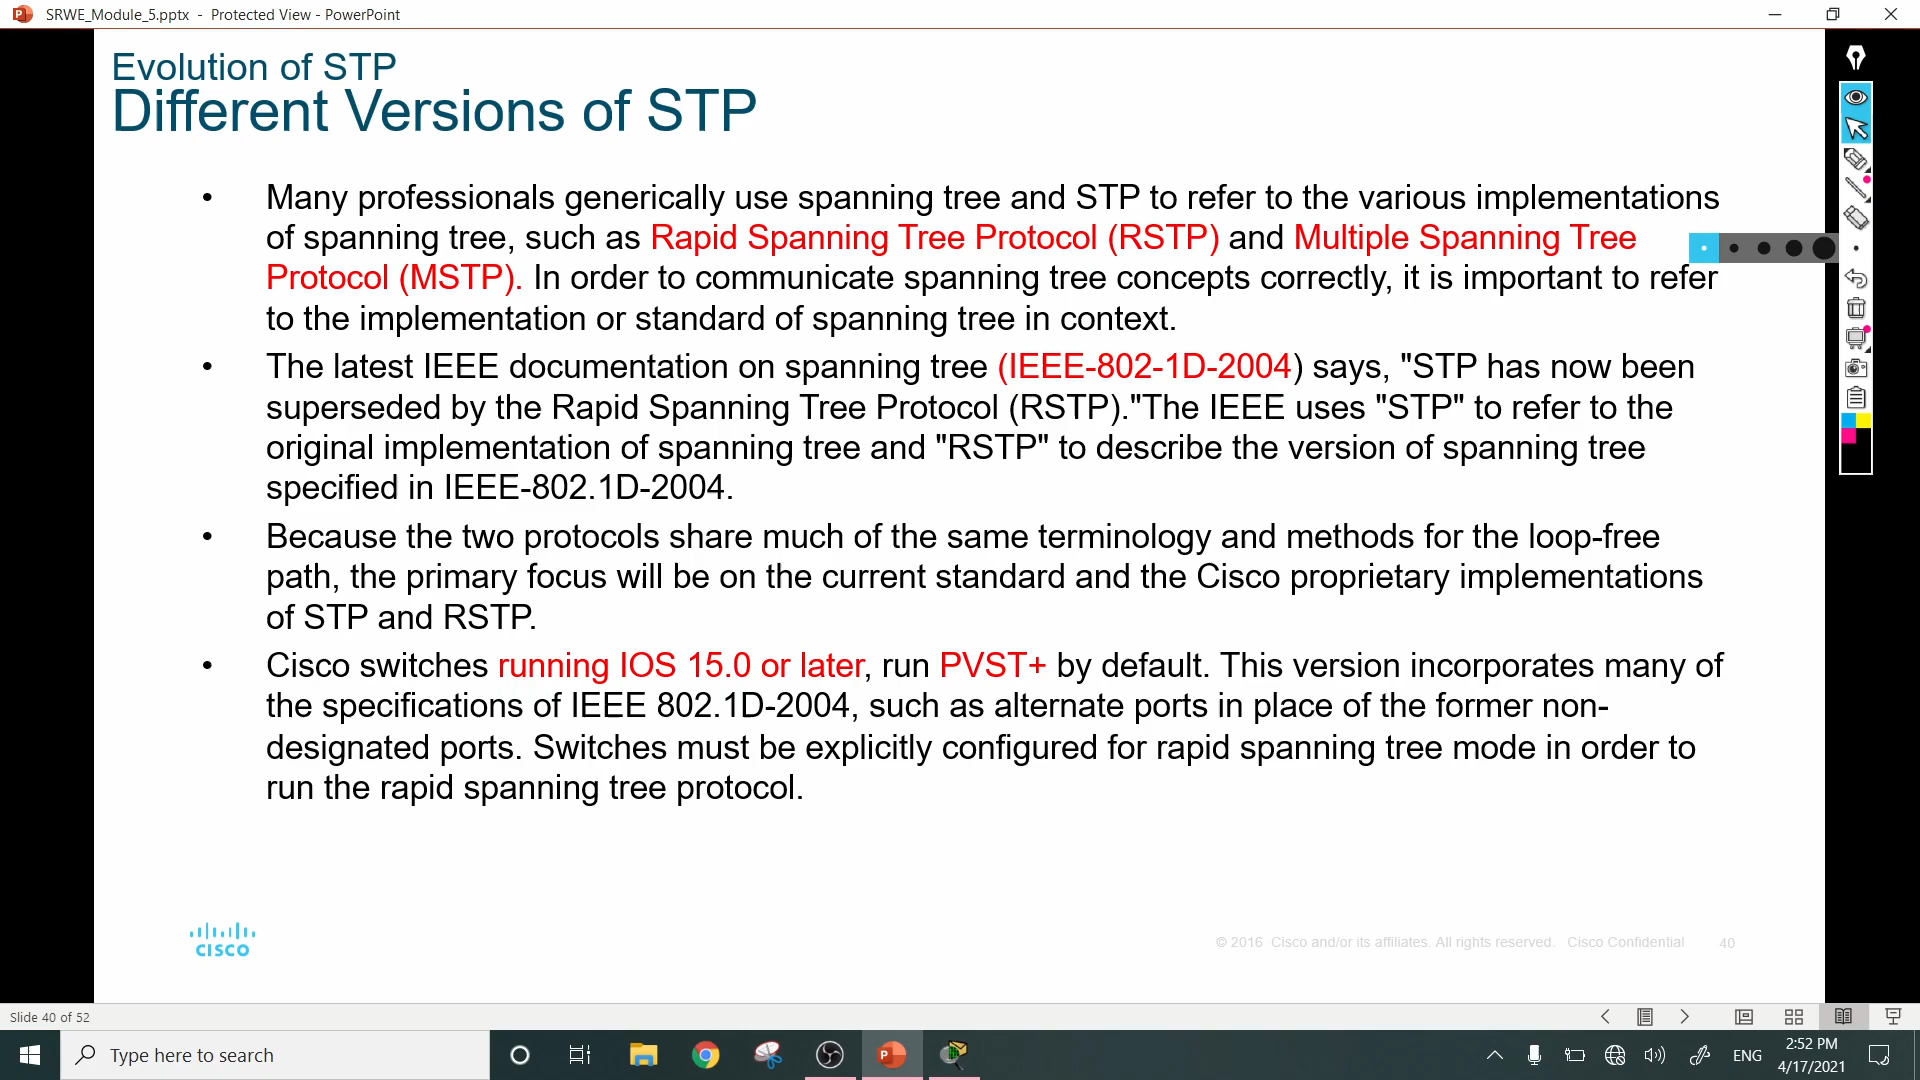 SRWE_Module_5.pptx - Protected View - PowerPoint
Evolution of STP
Different Versions of STP
• Many professionals generically use spanning tree and STP to refer to the various implementations
of spanning tree, such as Rapid Spanning Tree Protocol (RSTP) and Multiple Spanning Tree
Protocol (MSTP). In order to communicate spanning tree concepts correctly, it is important to refer
to the implementation or standard of spanning tree in context.
• The latest IEEE documentation on spanning tree (IEEE-802-1D-2004) says, "STP has now been
superseded by the Rapid Spanning Tree Protocol (RSTP)."The IEEE uses "STP" to refer to the
original implementation of spanning tree and "RSTP" to describe the version of spanning tree
specified in IEEE-802.1D-2004.
• Because the two protocols share much of the same terminology and methods for the loop-free
path, the primary focus will be on the current standard and the Cisco proprietary implementations
of STP and RSTP.
• Cisco switches running IOS 15.0 or later, run PVST+ by default. This version incorporates many of
the specifications of IEEE 802.1D-2004, such as alternate ports in place of the former non-
designated ports. Switches must be explicitly configured for rapid spanning tree mode in order to
run the rapid spanning tree protocol.
CISCO
© 2016 Cisco and/or its affiliates. All rights reserved. Cisco Confidential 40
Slide 40 of 52
Type here to search
ENG
2:52 PM
4/17/2021